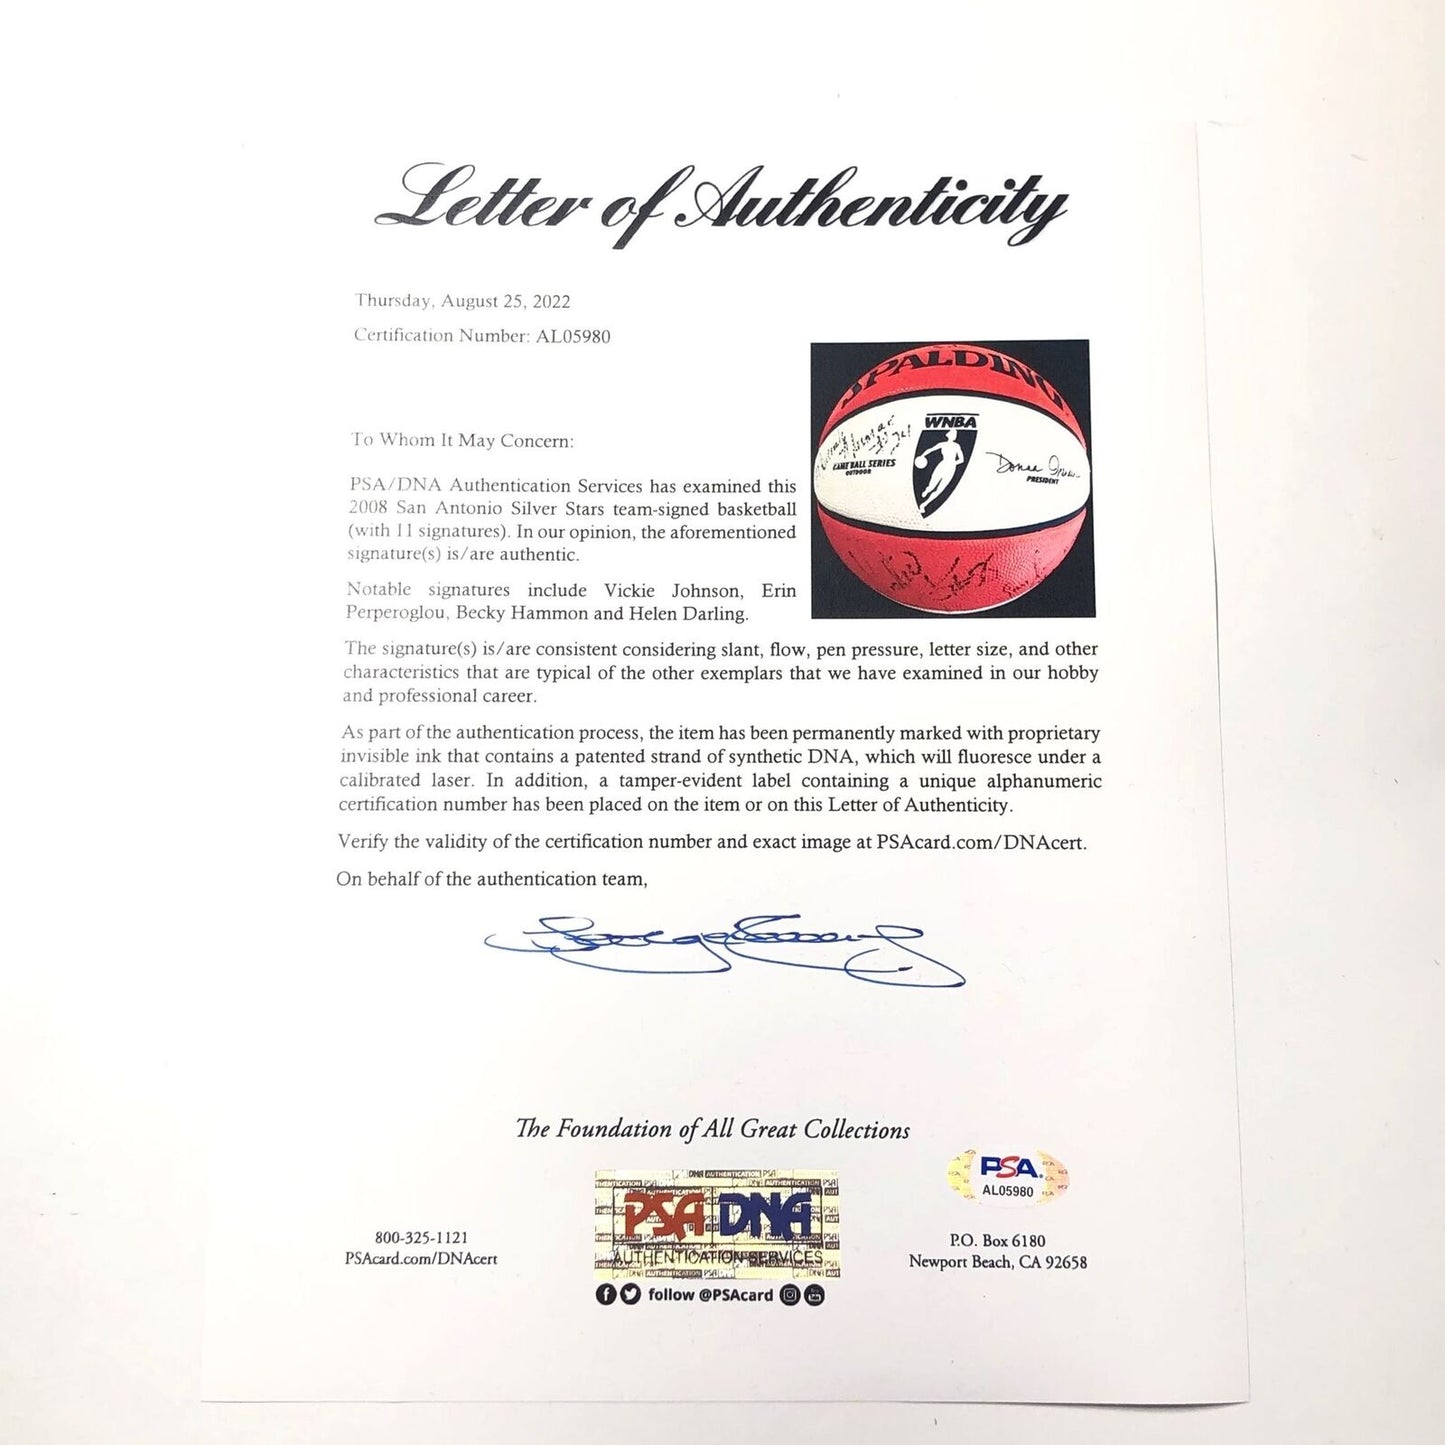 Letter of Authenticity
Thursday, August 25, 2022
Certification Number: AL05980
SPALDING
WNBA
GAME BALL SERIES
OUTDOOR
PRESIDENT
To Whom It May Concern:
PSA/DNA Authentication Services has examined this
2008 San Antonio Silver Stars team-signed basketball
(with 11 signatures). In our opinion, the aforementioned
signature(s) is/are authentic.
Notable signatures include Vickie Johnson, Erin
Perperoglou, Becky Hammon and Helen Darling.
The signature(s) is/are consistent considering slant, flow, pen pressure, letter size, and other
characteristics that are typical of the other exemplars that we have examined in our hobby
and professional career.
As part of the authentication process, the item has been permanently marked with proprietary
invisible ink that contains a patented strand of synthetic DNA, which will fluoresce under a
calibrated laser. In addition, a tamper-evident label containing a unique alphanumeric
certification number has been placed on the item or on this Letter of Authenticity.
Verify the validity of the certification number and exact image at PSAcard.com/DNAcert.
On behalf of the authentication team,
The Foundation of All Great Collections
PSA
AL05980
PSA DNA
AUTHENTICATION SERVICES
800-325-1121
PSAcard.com/DNAcert
P.O. Box 6180
Newport Beach, CA 92658
follow @PSAcard